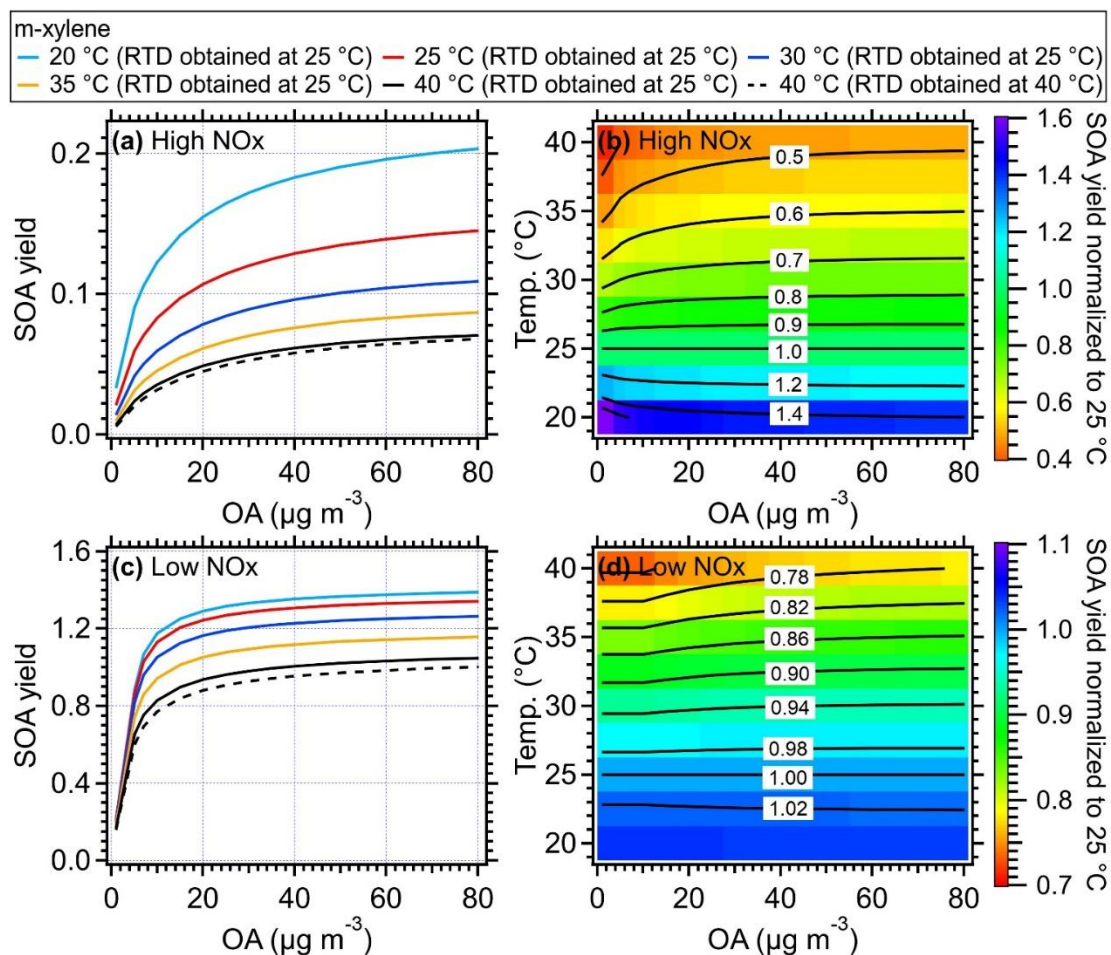 m-xylene
20 °C (RTD obtained at 25 °C) 25 °C (RTD obtained at 25 °C) 30 °C (RTD obtained at 25 °C)
35 °C (RTD obtained at 25 °C) 40 °C (RTD obtained at 25 °C) 40 °C (RTD obtained at 40 °C)
(a) High NOx
SOA yield
0.2
0.1
0.0
0 20 40 60 80
OA (µg m⁻³)
(b) High NOx
Temp. (°C)
40
35
30
25
20
0.5
0.6
0.7
0.8
0.9
1.0
1.2
1.4
0 20 40 60 80
OA (µg m⁻³)
1.6
1.4
1.2
1.0
0.8
0.6
0.4
SOA yield normalized to 25 °C
(c) Low NOx
SOA yield
1.6
1.2
0.8
0.4
0.0
0 20 40 60 80
OA (µg m⁻³)
(d) Low NOx
Temp. (°C)
40
35
30
25
20
0.78
0.82
0.86
0.90
0.94
0.98
1.00
1.02
0 20 40 60 80
OA (µg m⁻³)
1.1
1.0
0.9
0.8
0.7
SOA yield normalized to 25 °C